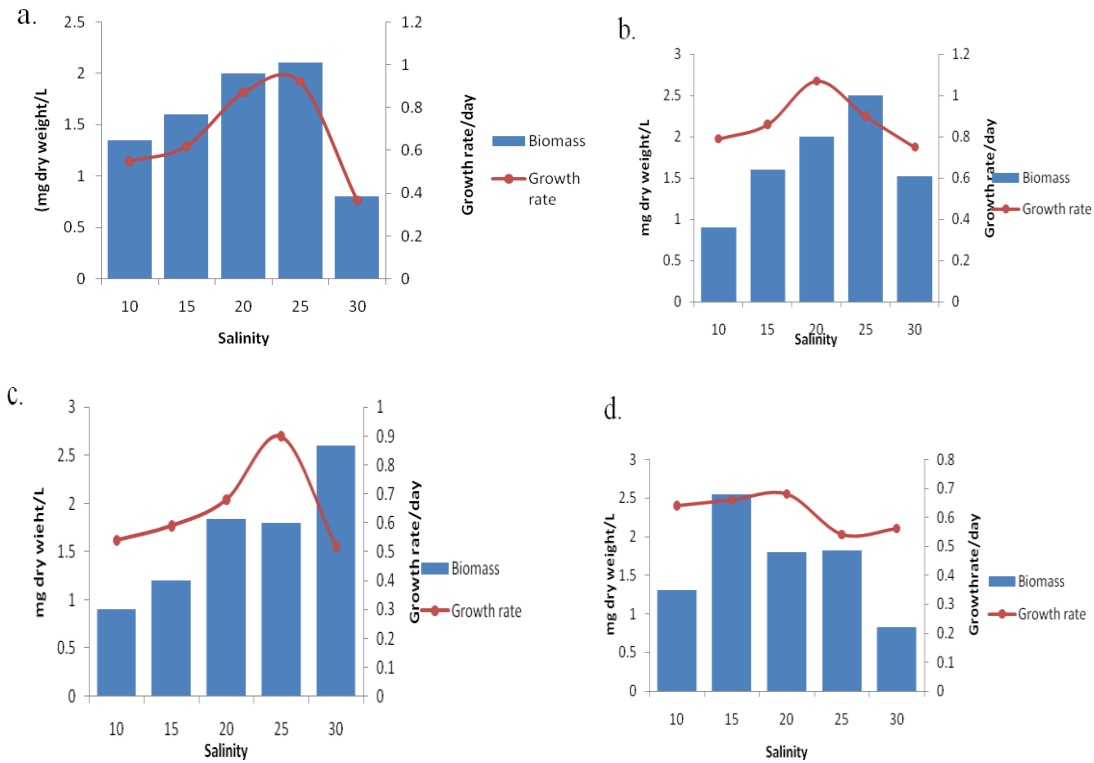 a.
2.5
2
1.5
1
0.5
0
(mg dry weight/L
1.2
1
0.8
0.6
0.4
0.2
0
Growth rate/day
10 15 20 25 30
Salinity
Biomass
Growth
rate
b.
3
2.5
2
1.5
1
0.5
0
mg dry weight/L
1.2
1
0.8
0.6
0.4
0.2
0
Growth rate/day
10 15 20 25 30
Salinity
Biomass
Growth rate
c.
3
2.5
2
1.5
1
0.5
0
mg dry wieht/L
1
0.9
0.8
0.7
0.6
0.5
0.4
0.3
0.2
0.1
0
Growth rate/day
10 15 20 25 30
Salinity
Biomass
Growth rate
d.
3
2.5
2
1.5
1
0.5
0
mg dry weight/L
0.8
0.7
0.6
0.5
0.4
0.3
0.2
0.1
0
Growthrate/day
10 15 20 25 30
Salinity
Biomass
Growth rate